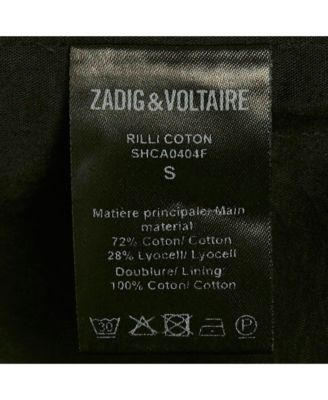 ZADIG&VOLTAIRE
RILLI COTON
SHCA0404F
S
Matière principale/Main
material
72% Coton/ Cotton
28% Lyocell/ Lyocell
Doublure/ Lining:
100% Coton/ Cotton
30
P